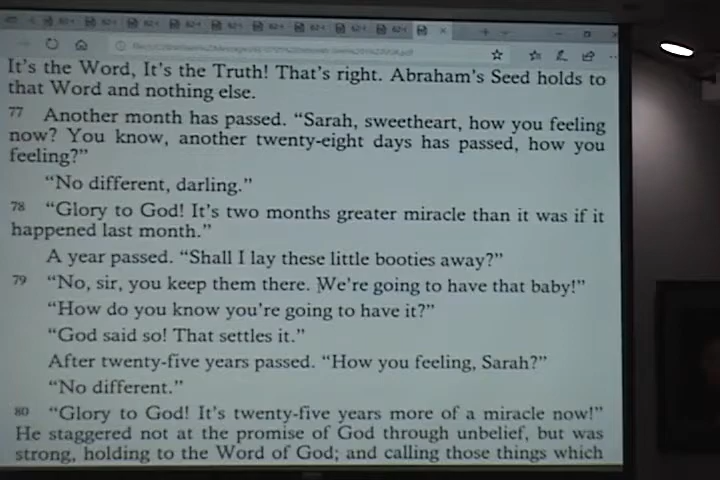 It's the Word, It's the Truth! That's right. Abraham's Seed holds to
that Word and nothing else.
77 Another month has passed. “Sarah, sweetheart, how you feeling
now? You know, another twenty-eight days has passed, how you
feeling?”
“No different, darling.”
78 “Glory to God! It's two months greater miracle than it was if it
happened last month.”
A year passed. “Shall I lay these little booties away?”
79 “No, sir, you keep them there. We're going to have that baby!”
“How do you know you're going to have it?”
“God said so! That settles it.”
After twenty-five years passed. “How you feeling, Sarah?”
“No different.”
80 “Glory to God! It's twenty-five years more of a miracle now!”
He staggered not at the promise of God through unbelief, but was
strong, holding to the Word of God; and calling those things which